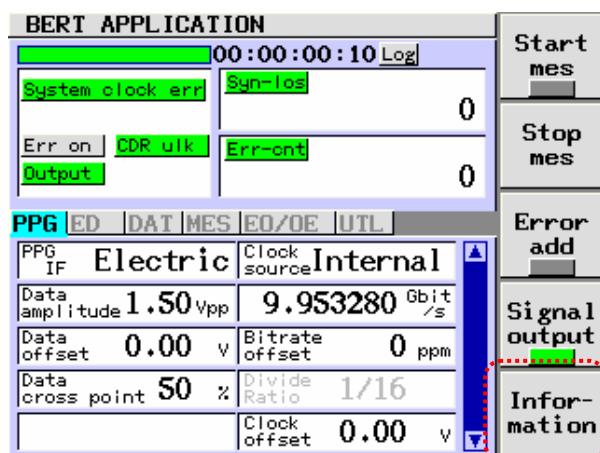 BERT APPLICATION
00:00:00:10 Log
System clock err
Syn-los
0
Err on CDR ulk
Output
Err-cnt
0
PPG ED DAT MES EO/OE UTL
PPG IF Electric
Clock source Internal
Data amplitude 1.50 Vpp
9.953280 Gbit/s
Data offset 0.00 V
Bitrate offset 0 ppm
Data cross point 50 %
Divide Ratio 1/16
Clock offset 0.00 V
Start
mes
Stop
mes
Error
add
Signal
output
Infor-
mation